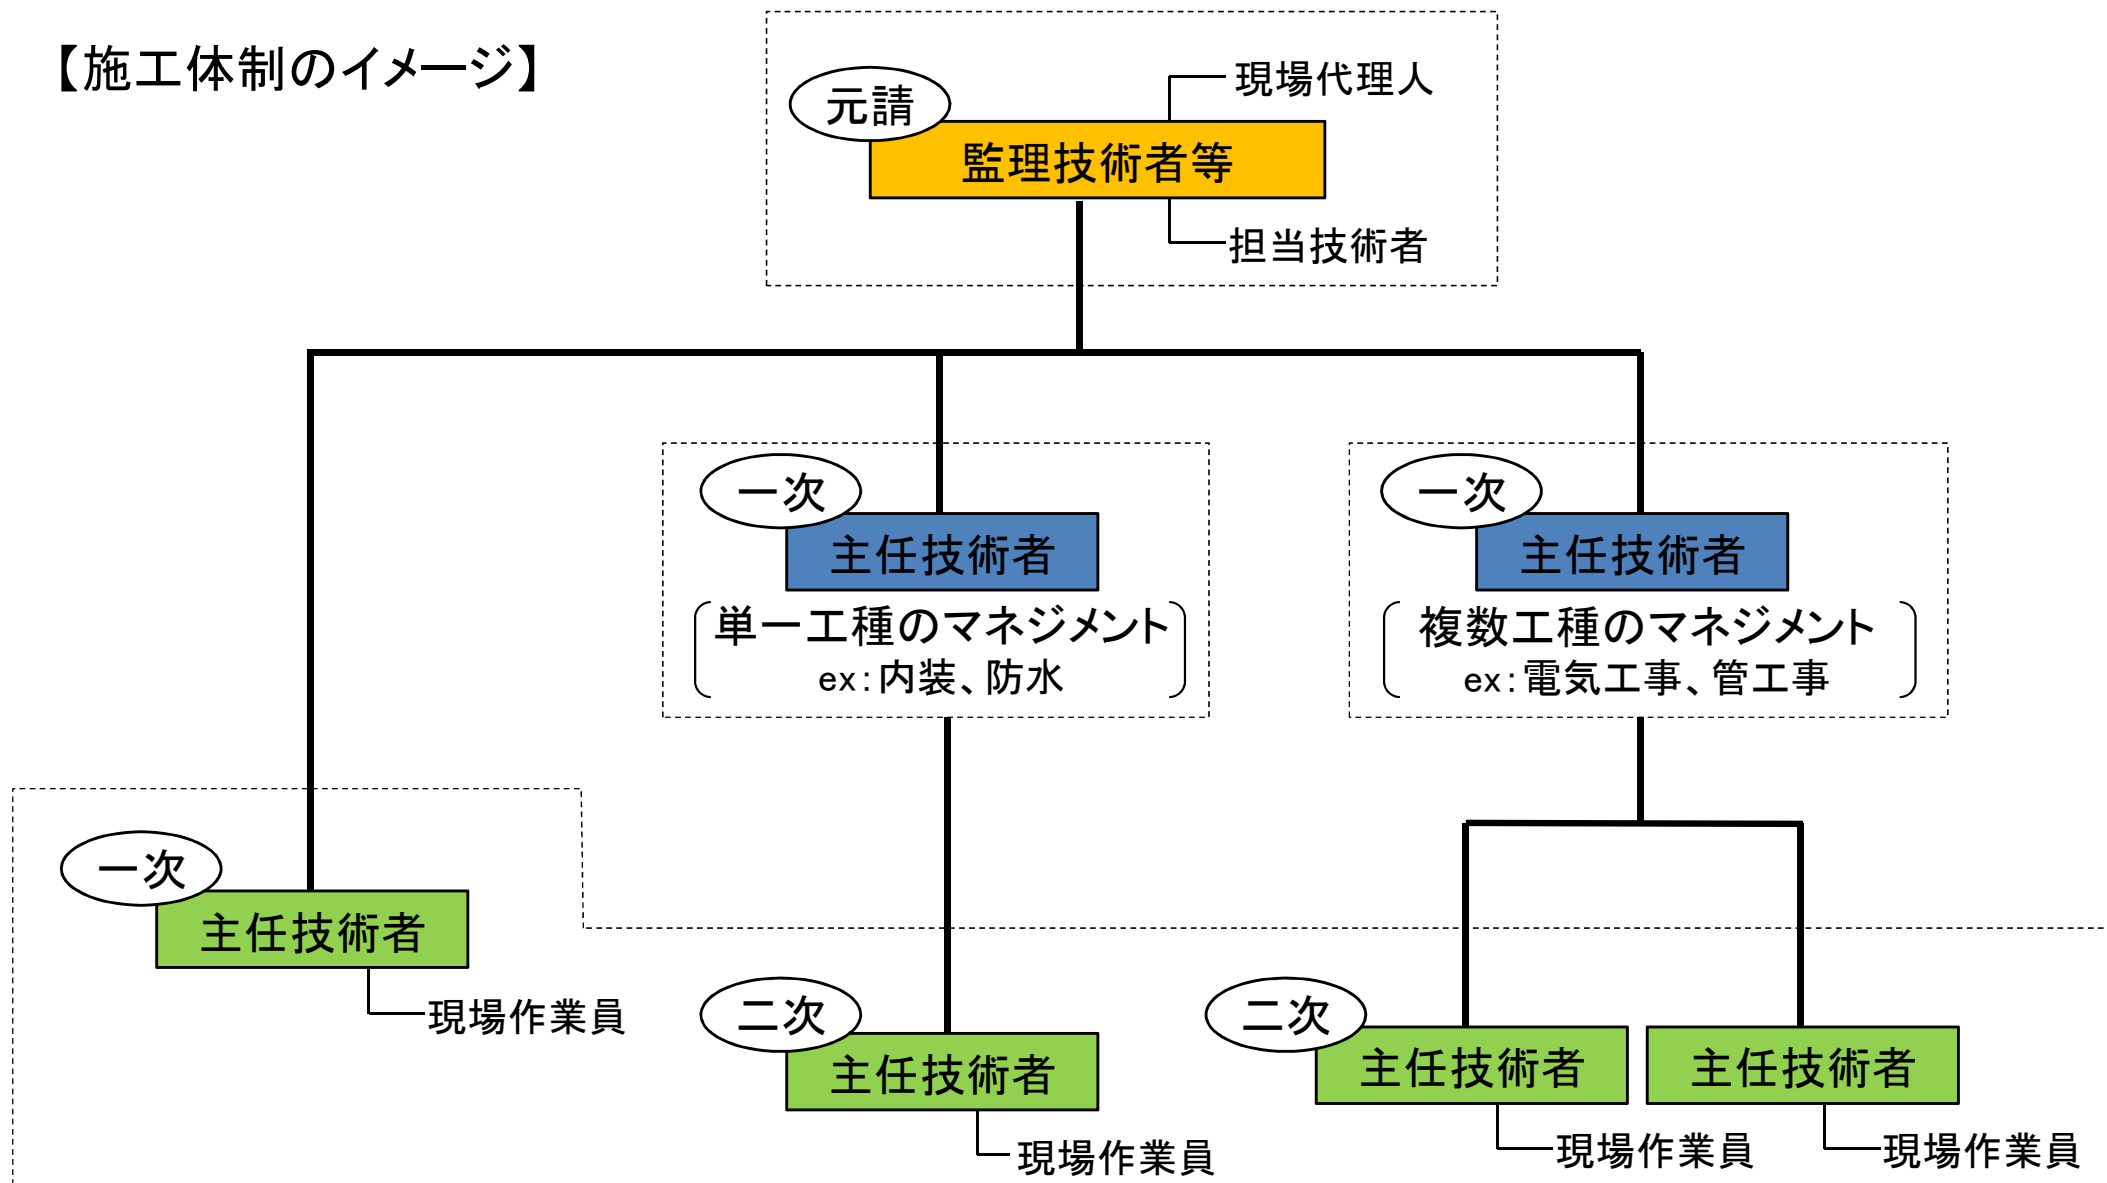 【施工体制のイメージ】
元請
現場代理人
監理技術者等
担当技術者
一次
主任技術者
単一工種のマネジメント
ex：内装、防水
一次
主任技術者
複数工種のマネジメント
ex：電気工事、管工事
一次
主任技術者
現場作業員
二次
主任技術者
現場作業員
二次
主任技術者
現場作業員
主任技術者
現場作業員